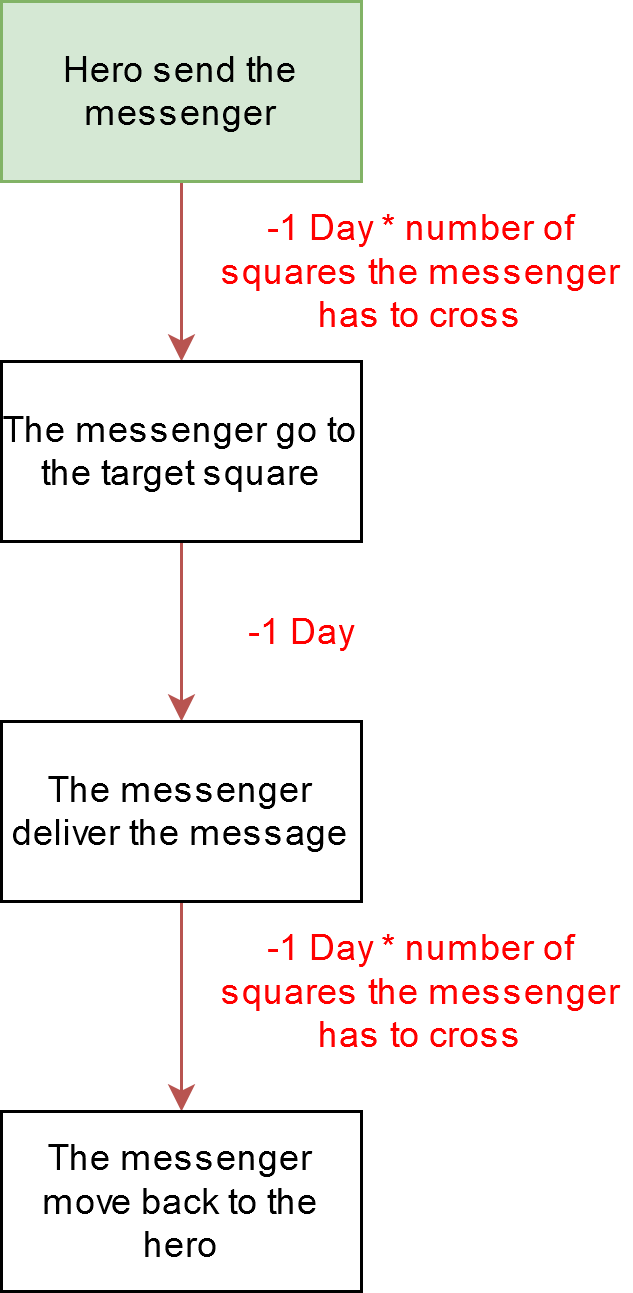 Hero send the
messenger
-1 Day * number of
squares the messenger
has to cross
The messenger go to
the target square
-1 Day
The messenger
deliver the message
-1 Day * number of
squares the messenger
has to cross
The messenger
move back to the
hero